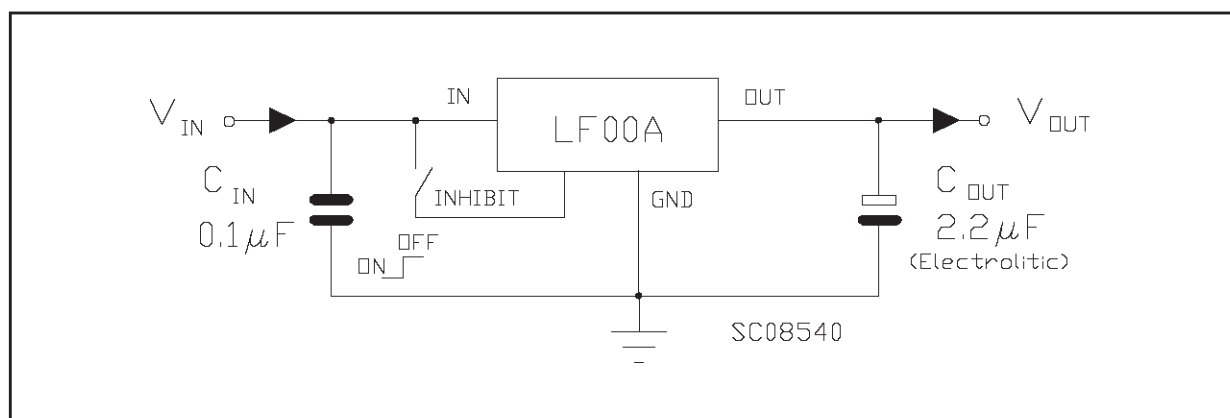 IN
OUT
V IN
LF00A
V OUT
C IN
INHIBIT
GND
C OUT
0.1μF
2.2μF
OFF
(Electrolitic)
ON
SC08540